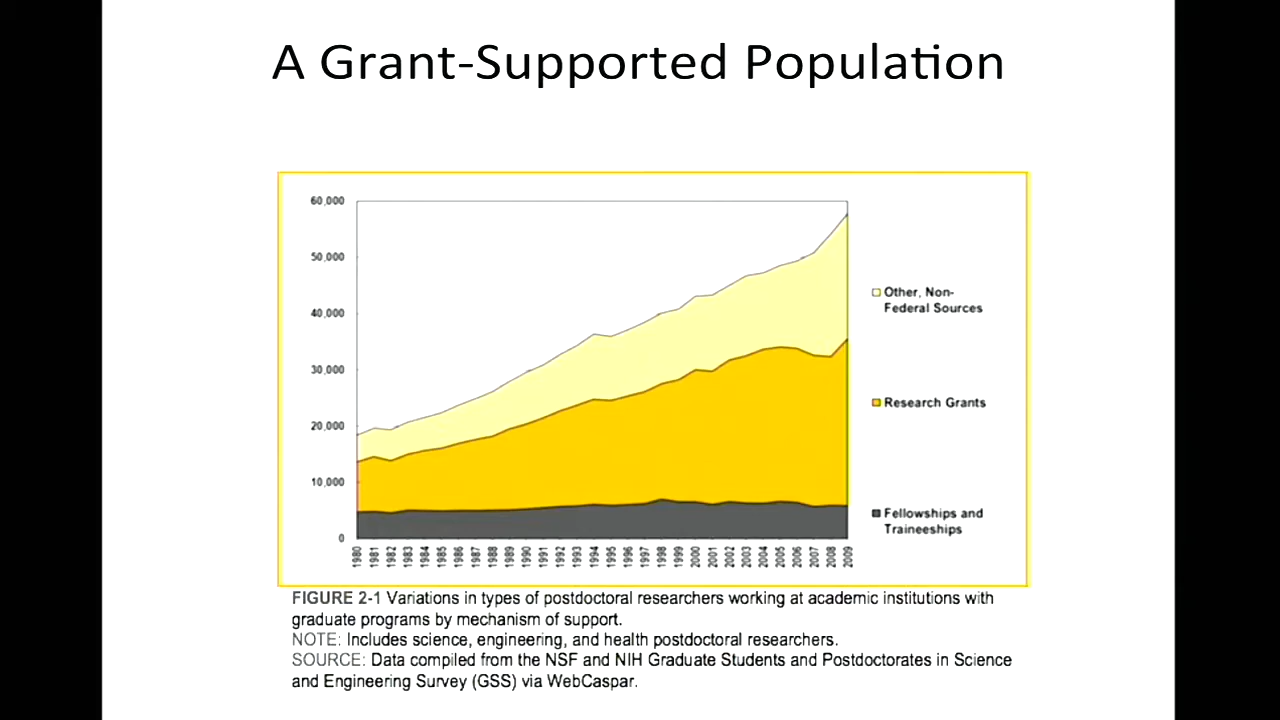 A Grant-Supported Population
60,000
50,000
40,000
30,000
20,000
10,000
0
1980 1981 1982 1983 1984 1985 1986 1987 1988 1989 1990 1991 1992 1993 1994 1995 1996 1997 1998 1999 2000 2001 2002 2003 2004 2005 2006 2007 2008 2009
Other, Non-
Federal Sources
Research Grants
Fellowships and
Traineeships
FIGURE 2-1 Variations in types of postdoctoral researchers working at academic institutions with
graduate programs by mechanism of support.
NOTE: Includes science, engineering, and health postdoctoral researchers.
SOURCE: Data compiled from the NSF and NIH Graduate Students and Postdoctorates in Science
and Engineering Survey (GSS) via WebCaspar.